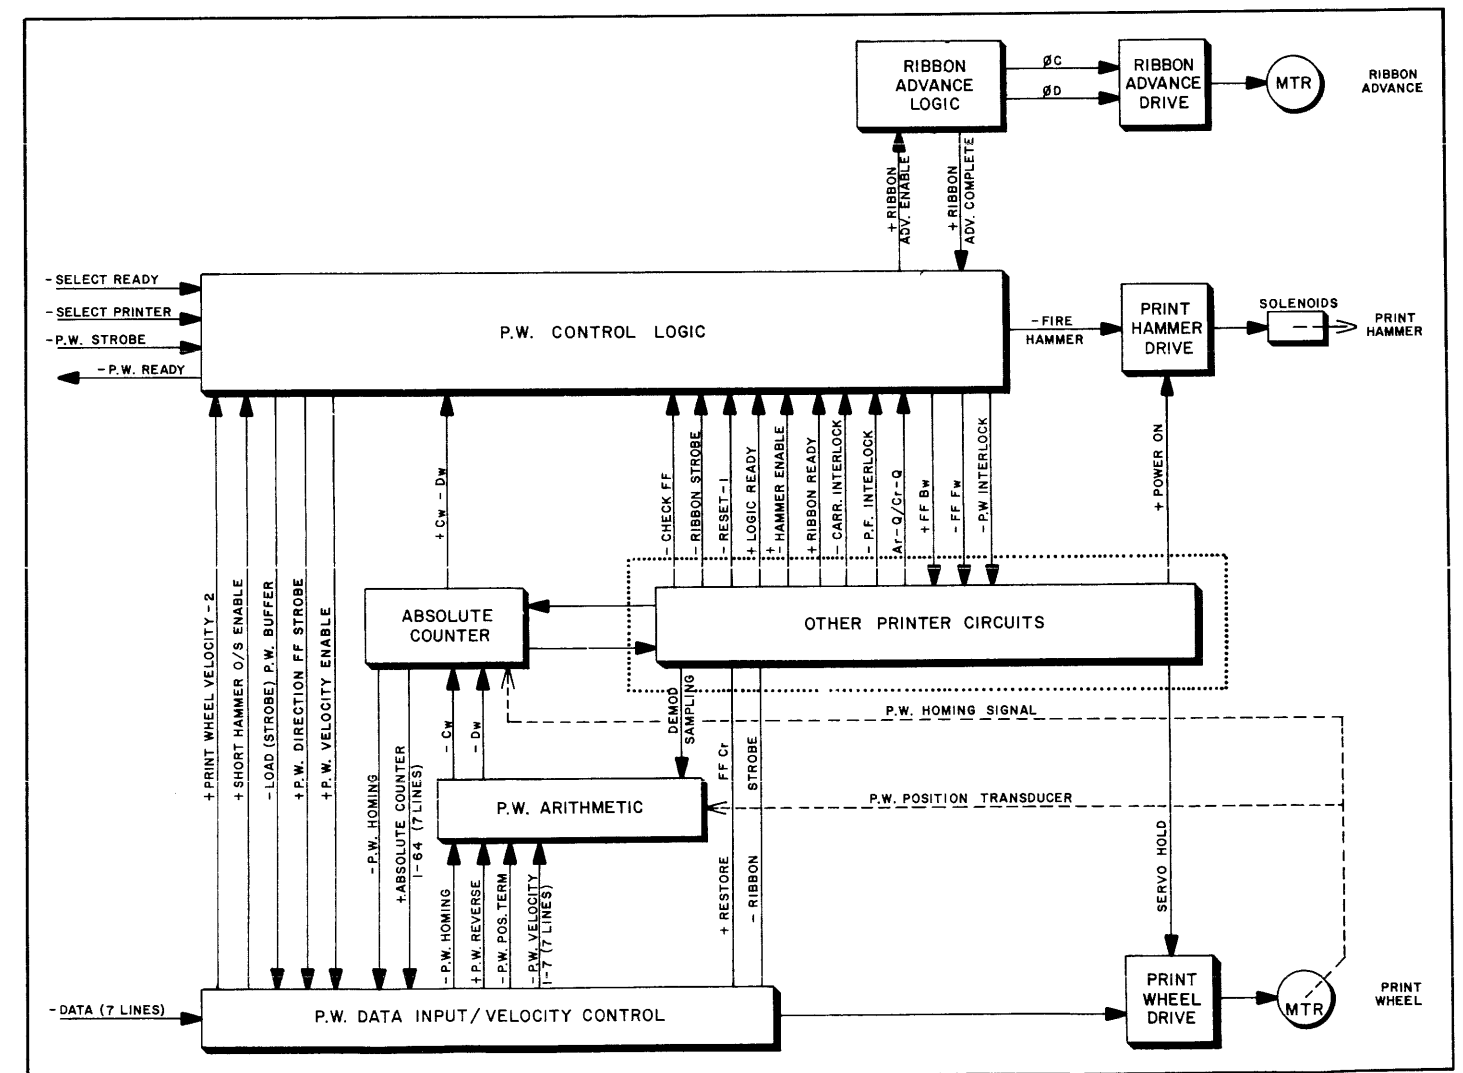 RIBBON
ADVANCE
LOGIC
ØC
ØD
RIBBON
ADVANCE
DRIVE
MTR
RIBBON
ADVANCE
+ RIBBON
ADV. ENABLE
+ RIBBON
ADV. COMPLETE
- SELECT READY
- SELECT PRINTER
- P.W. STROBE
- P.W. READY
P.W. CONTROL LOGIC
- FIRE
HAMMER
PRINT
HAMMER
DRIVE
SOLENOIDS
PRINT
HAMMER
+ Cw - Dw
- CHECK FF
- RIBBON STROBE
- RESET - 1
+ LOGIC READY
+
- HAMMER ENABLE
+ RIBBON READY
- CARR. INTERLOCK
- P.F. INTERLOCK
Ar-Q/Cr-Q
+ FF Bw
- FF Fw
- P.W INTERLOCK
+ POWER ON
ABSOLUTE
COUNTER
OTHER PRINTER CIRCUITS
+ PRINT WHEEL VELOCITY - 2
+ SHORT HAMMER O/S ENABLE
- LOAD (STROBE) P.W. BUFFER
+ P.W. DIRECTION FF STROBE
+ P.W. VELOCITY ENABLE
- P.W. HOMING
+ ABSOLUTE COUNTER
1-64 (7 LINES)
- Cw
- Dw
DEMOD
SAMPLING
P.W. HOMING SIGNAL
P.W. ARITHMETIC
P.W. POSITION TRANSDUCER
- P.W. HOMING
+ P.W. REVERSE
- P.W. POS. TERM
- P.W. VELOCITY
1-7 (7 LINES)
+ RESTORE FF Cr
- RIBBON STROBE
SERVO HOLD
- DATA (7 LINES)
P.W. DATA INPUT/VELOCITY CONTROL
PRINT
WHEEL
DRIVE
MTR
PRINT
WHEEL